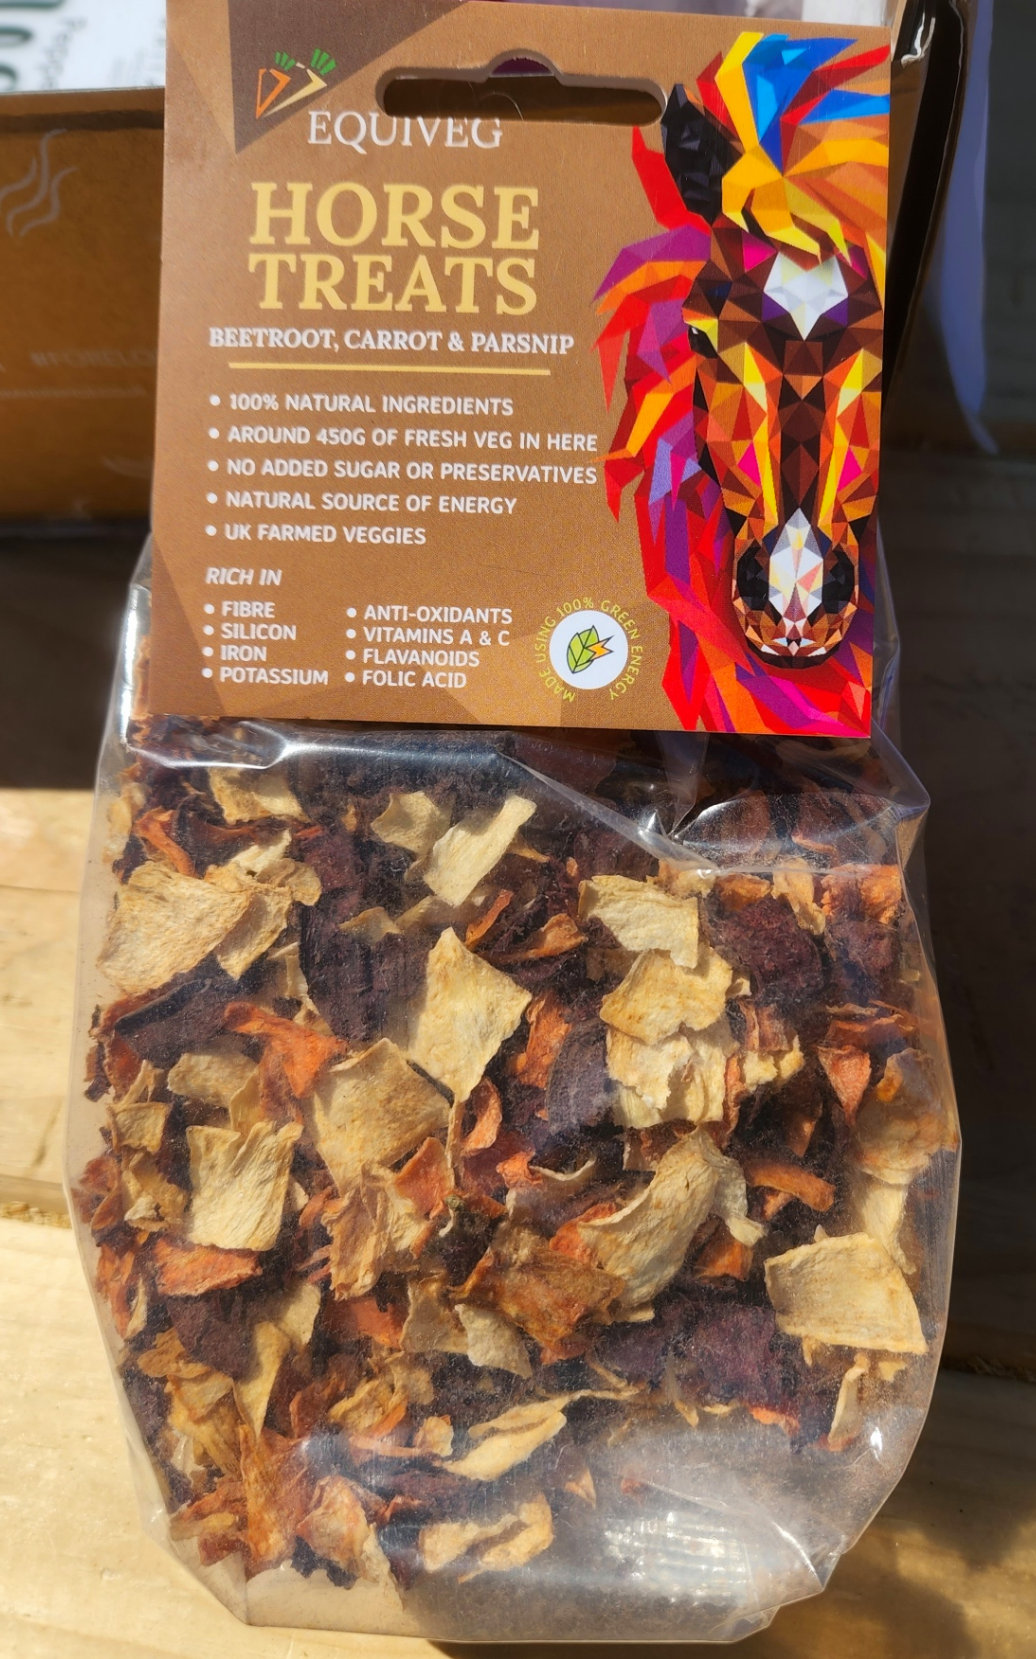 EQUIVEG
HORSE
TREATS
BEETROOT, CARROT & PARSNIP
• 100% NATURAL INGREDIENTS
• AROUND 450G OF FRESH VEG IN HERE
• NO ADDED SUGAR OR PRESERVATIVES
• NATURAL SOURCE OF ENERGY
• UK FARMED VEGGIES
RICH IN
• FIBRE
• SILICON
• IRON
• POTASSIUM
• ANTI-OXIDANTS
• VITAMINS A & C
• FLAVANOIDS
• FOLIC ACID
MADE USING 100% GREEN ENERGY